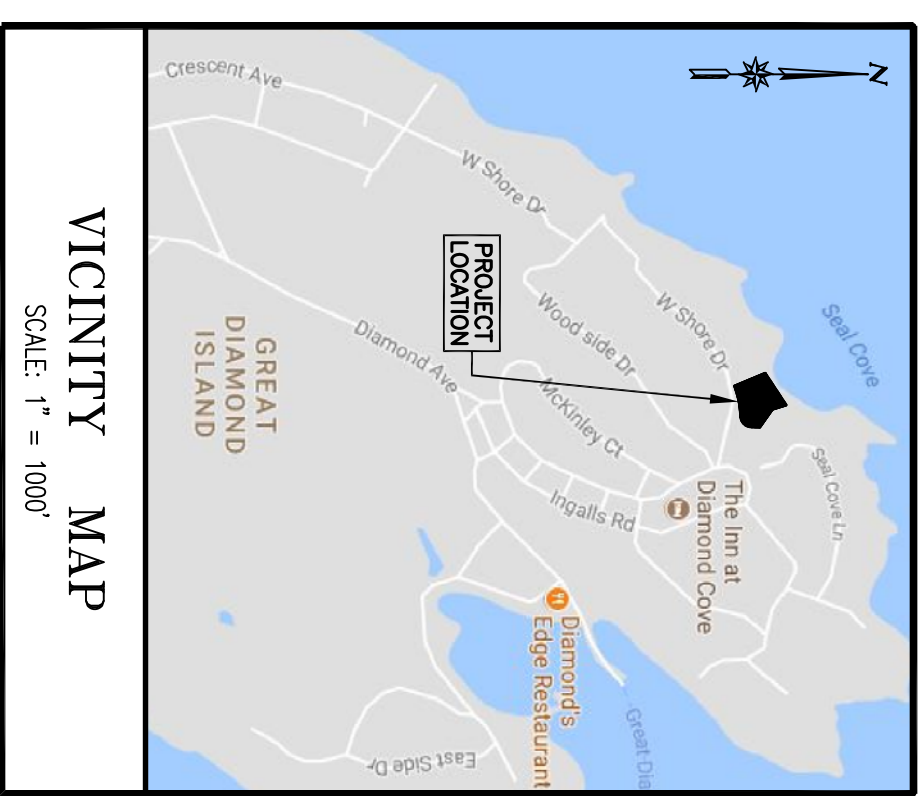 N
Seal Cove
Seal Cove Ln
W Shore Dr
The Inn at
Diamond Cove
Wood side Dr
McKinley Ct
Ingalls Rd
W Shore Dr
PROJECT
LOCATION
Crescent Ave
Diamond Ave
Diamond's
Edge Restaurant
Great Dia
East Side Dr
GREAT
DIAMOND
ISLAND
VICINITY MAP
SCALE: 1" = 1000'